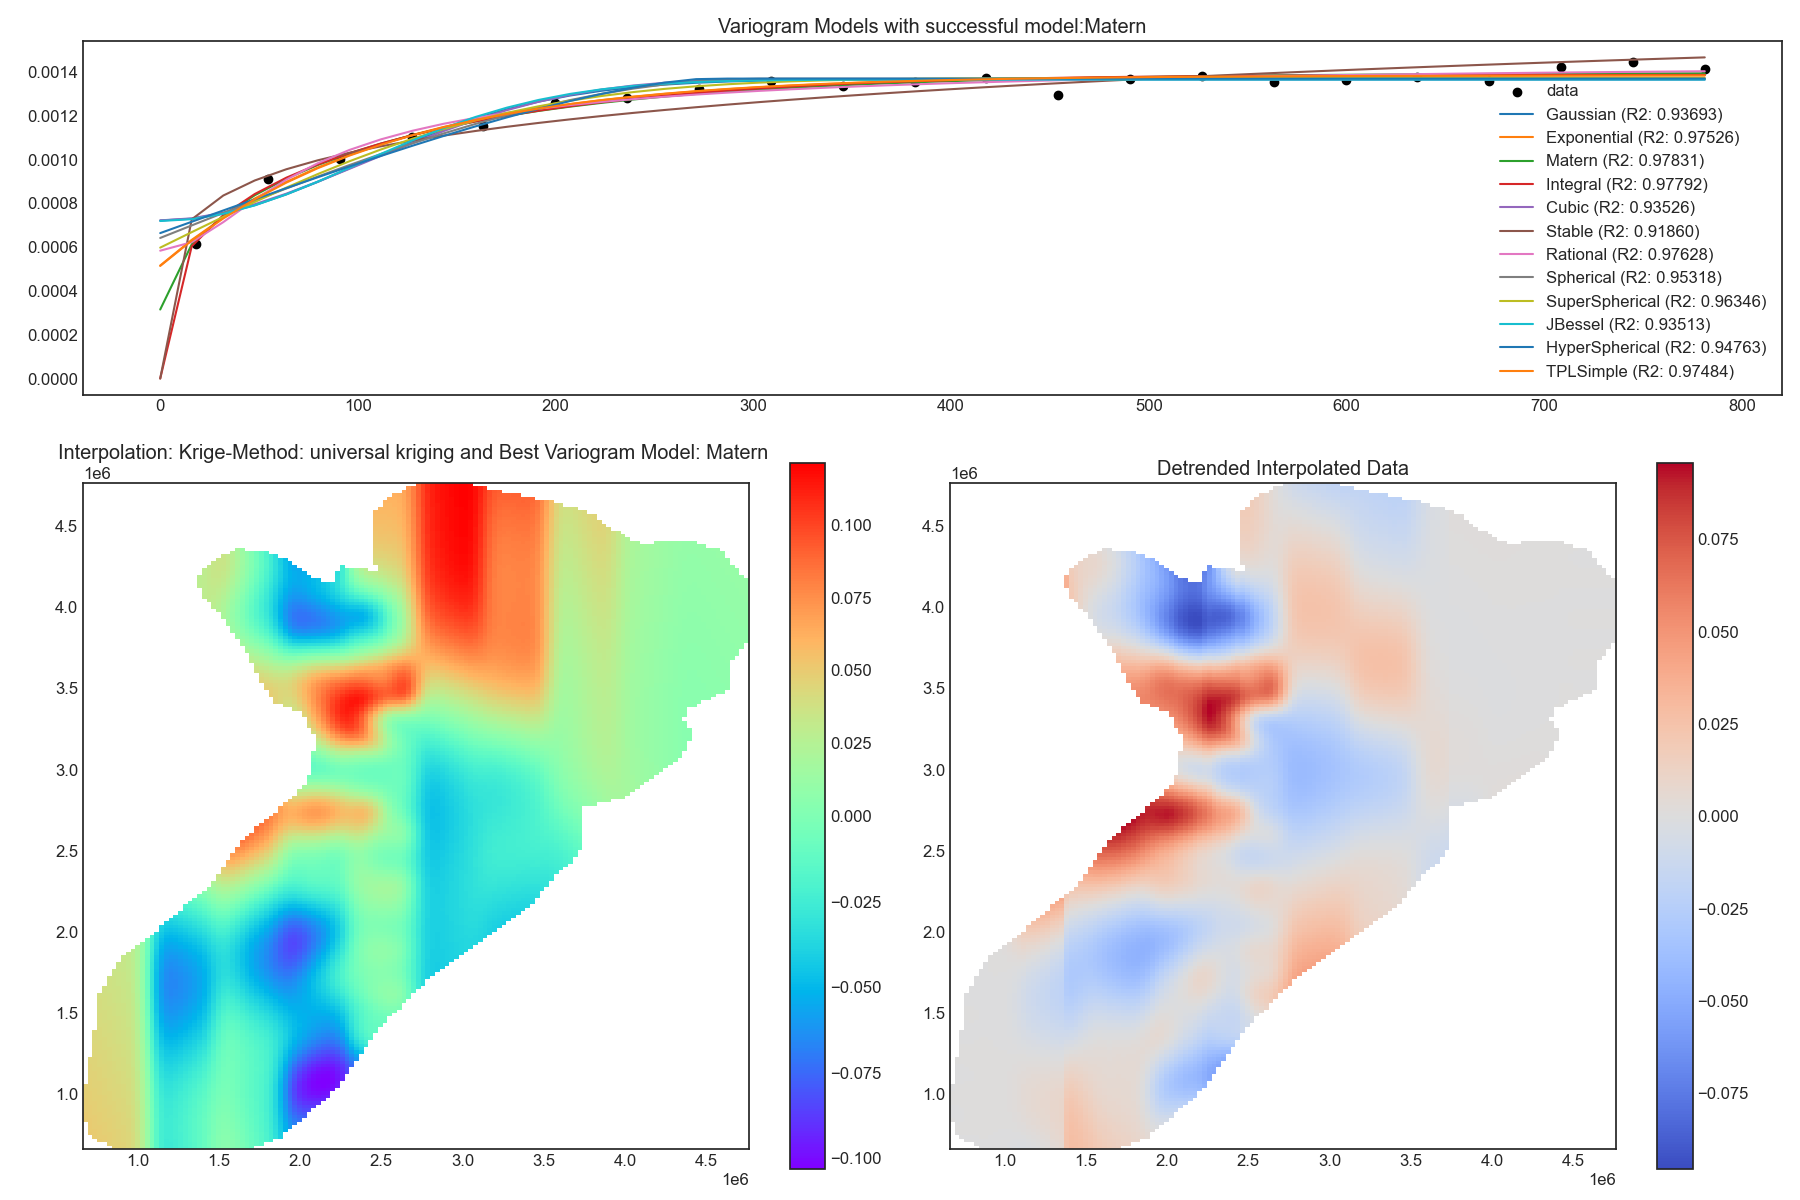 Variogram Models with successful model:Matern
0.0014
0.0012
0.0010
0.0008
0.0006
0.0004
0.0002
0.0000
data
Gaussian (R2: 0.93693)
Exponential (R2: 0.97526)
Matern (R2: 0.97831)
Integral (R2: 0.97792)
Cubic (R2: 0.93526)
Stable (R2: 0.91860)
Rational (R2: 0.97628)
Spherical (R2: 0.95318)
SuperSpherical (R2: 0.96346)
JBessel (R2: 0.93513)
HyperSpherical (R2: 0.94763)
TPLSimple (R2: 0.97484)
0 100 200 300 400 500 600 700 800
Interpolation: Krige-Method: universal kriging and Best Variogram Model: Matern
1e6
4.5
4.0
3.5
3.0
2.5
2.0
1.5
1.0
1.0 1.5 2.0 2.5 3.0 3.5 4.0 4.5
1e6
0.100
0.075
0.050
0.025
0.000
−0.025
−0.050
−0.075
−0.100
Detrended Interpolated Data
1e6
4.5
4.0
3.5
3.0
2.5
2.0
1.5
1.0
1.0 1.5 2.0 2.5 3.0 3.5 4.0 4.5
1e6
0.075
0.050
0.025
0.000
−0.025
−0.050
−0.075